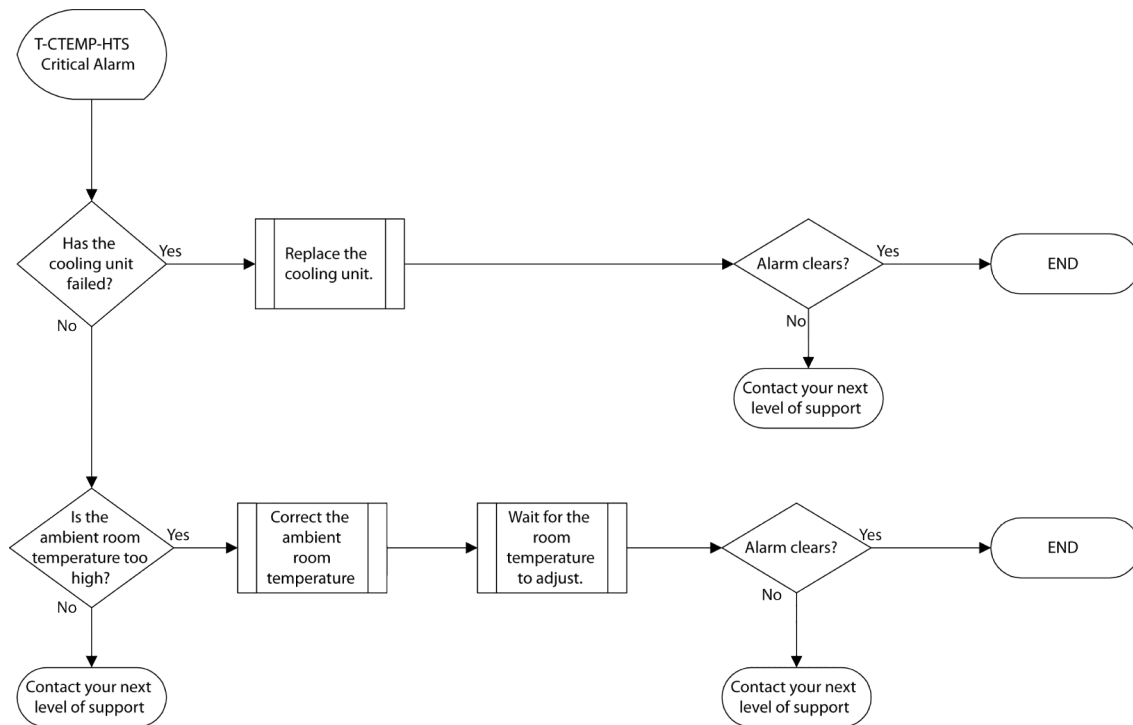 T-CTEMP-HTS
Critical Alarm
Has the
cooling unit
failed?
Yes
No
Replace the
cooling unit.
Alarm clears?
Yes
No
END
Contact your next
level of support
Is the
ambient room
temperature too
high?
Yes
No
Correct the
ambient
room
temperature
Wait for the
room
temperature
to adjust.
Alarm clears?
Yes
No
END
Contact your next
level of support
Contact your next
level of support